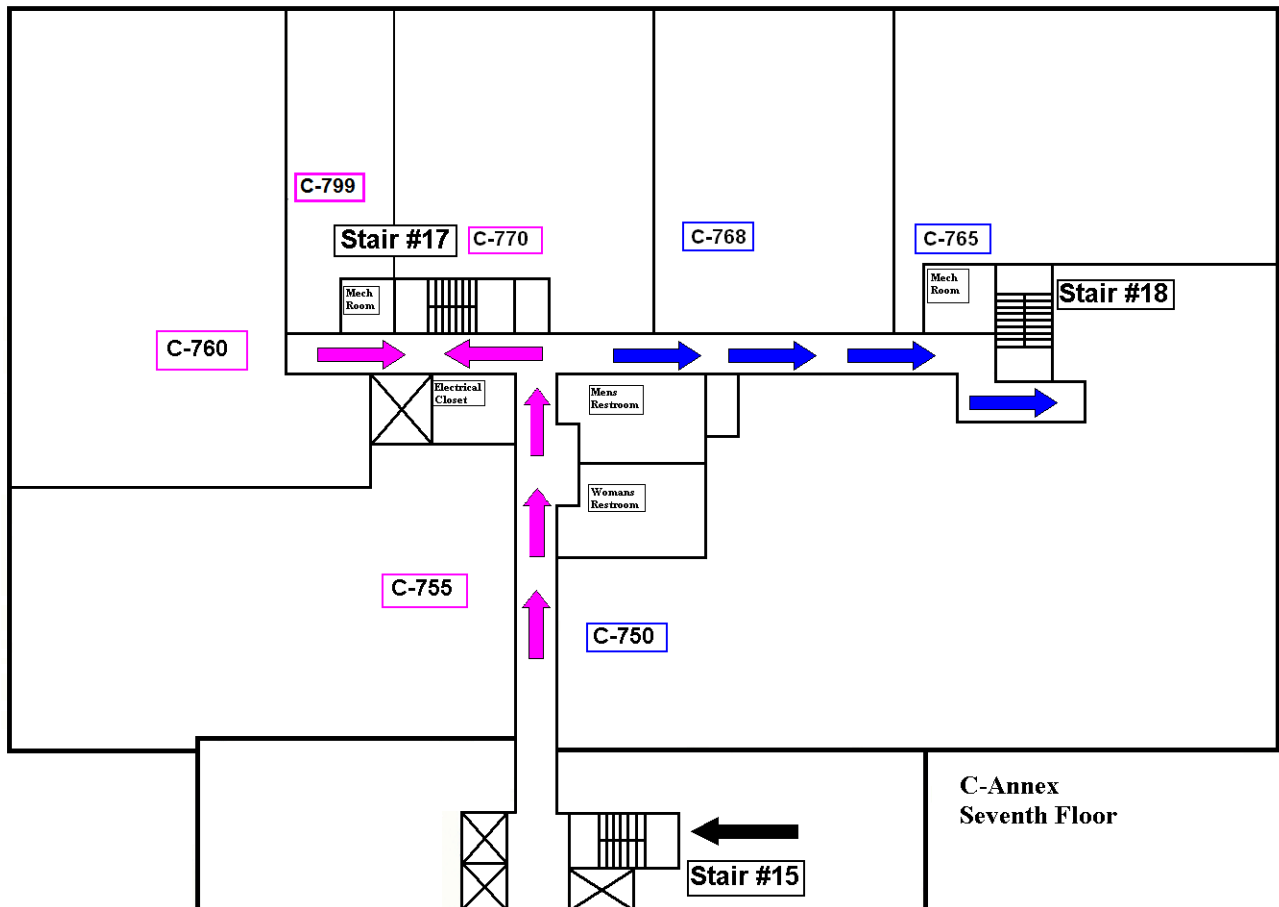 C-799
Stair #17
C-770
C-768
C-765
Mech
Room
Mech
Room
Stair #18
C-760
Electrical
Closet
Mens
Restroom
Womans
Restroom
C-755
C-750
C-Annex
Seventh Floor
Stair #15